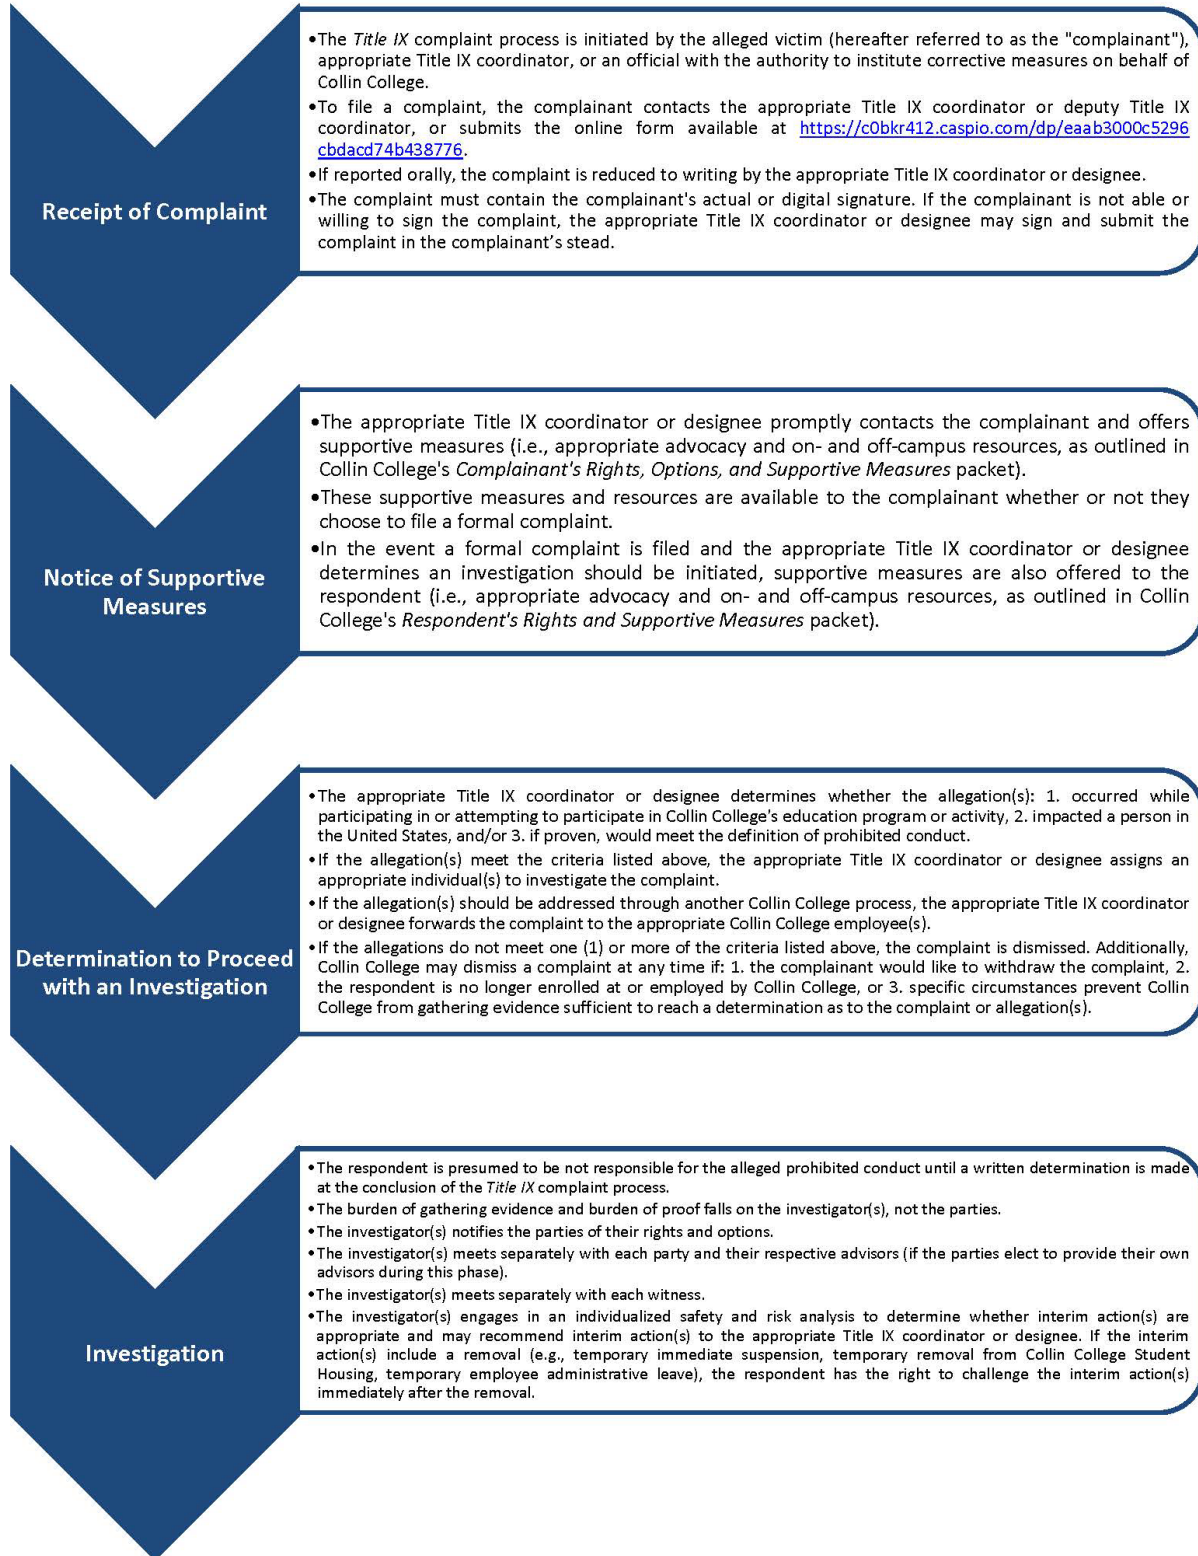 Receipt of Complaint
•The Title IX complaint process is initiated by the alleged victim (hereafter referred to as the "complainant"),
appropriate Title IX coordinator, or an official with the authority to institute corrective measures on behalf of
Collin College.
•To file a complaint, the complainant contacts the appropriate Title IX coordinator or deputy Title IX
coordinator, or submits the online form available at https://c0bkr412.caspio.com/dp/eaab3000c5296
cbdacd74b438776.
•If reported orally, the complaint is reduced to writing by the appropriate Title IX coordinator or designee.
•The complaint must contain the complainant's actual or digital signature. If the complainant is not able or
willing to sign the complaint, the appropriate Title IX coordinator or designee may sign and submit the
complaint in the complainant’s stead.
Notice of Supportive
Measures
•The appropriate Title IX coordinator or designee promptly contacts the complainant and offers
supportive measures (i.e., appropriate advocacy and on- and off-campus resources, as outlined in
Collin College's Complainant's Rights, Options, and Supportive Measures packet).
•These supportive measures and resources are available to the complainant whether or not they
choose to file a formal complaint.
•In the event a formal complaint is filed and the appropriate Title IX coordinator or designee
determines an investigation should be initiated, supportive measures are also offered to the
respondent (i.e., appropriate advocacy and on- and off-campus resources, as outlined in Collin
College's Respondent's Rights and Supportive Measures packet).
Determination to Proceed
with an Investigation
•The appropriate Title IX coordinator or designee determines whether the allegation(s): 1. occurred while
participating in or attempting to participate in Collin College's education program or activity, 2. impacted a person in
the United States, and/or 3. if proven, would meet the definition of prohibited conduct.
•If the allegation(s) meet the criteria listed above, the appropriate Title IX coordinator or designee assigns an
appropriate individual(s) to investigate the complaint.
•If the allegation(s) should be addressed through another Collin College process, the appropriate Title IX coordinator
or designee forwards the complaint to the appropriate Collin College employee(s).
•If the allegations do not meet one (1) or more of the criteria listed above, the complaint is dismissed. Additionally,
Collin College may dismiss a complaint at any time if: 1. the complainant would like to withdraw the complaint, 2.
the respondent is no longer enrolled at or employed by Collin College, or 3. specific circumstances prevent Collin
College from gathering evidence sufficient to reach a determination as to the complaint or allegation(s).
Investigation
•The respondent is presumed to be not responsible for the alleged prohibited conduct until a written determination is made
at the conclusion of the Title IX complaint process.
•The burden of gathering evidence and burden of proof falls on the investigator(s), not the parties.
•The investigator(s) notifies the parties of their rights and options.
•The investigator(s) meets separately with each party and their respective advisors (if the parties elect to provide their own
advisors during this phase).
•The investigator(s) meets separately with each witness.
•The investigator(s) engages in an individualized safety and risk analysis to determine whether interim action(s) are
appropriate and may recommend interim action(s) to the appropriate Title IX coordinator or designee. If the interim
action(s) include a removal (e.g., temporary immediate suspension, temporary removal from Collin College Student
Housing, temporary employee administrative leave), the respondent has the right to challenge the interim action(s)
immediately after the removal.